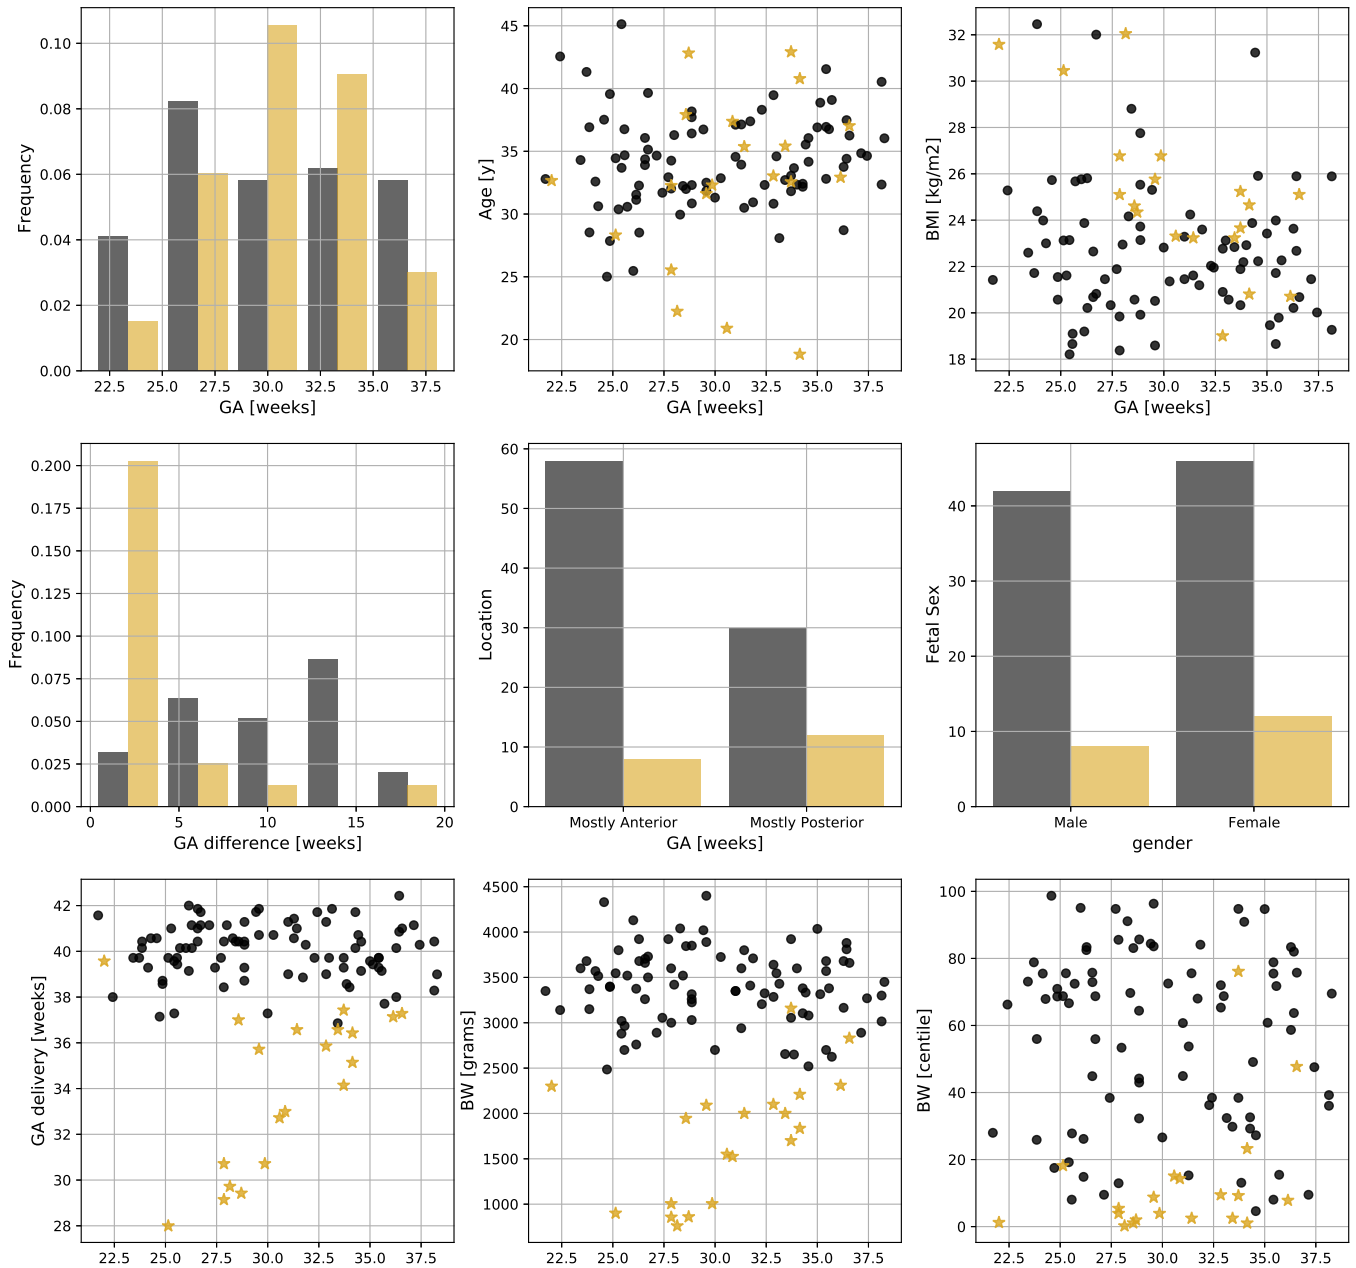 Frequency
0.10
0.08
0.06
0.04
0.02
0.00
22.5 25.0 27.5 30.0 32.5 35.0 37.5
GA [weeks]
Age [y]
45
40
35
30
25
20
22.5 25.0 27.5 30.0 32.5 35.0 37.5
GA [weeks]
BMI [kg/m2]
32
30
28
26
24
22
20
18
22.5 25.0 27.5 30.0 32.5 35.0 37.5
GA [weeks]
Frequency
0.200
0.175
0.150
0.125
0.100
0.075
0.050
0.025
0.000
0 5 10 15 20
GA difference [weeks]
Location
60
50
40
30
20
10
0
Mostly Anterior Mostly Posterior
GA [weeks]
Fetal Sex
40
30
20
10
0
Male Female
gender
GA delivery [weeks]
42
40
38
36
34
32
30
28
22.5 25.0 27.5 30.0 32.5 35.0 37.5
BW [grams]
4500
4000
3500
3000
2500
2000
1500
1000
22.5 25.0 27.5 30.0 32.5 35.0 37.5
BW [centile]
100
80
60
40
20
0
22.5 25.0 27.5 30.0 32.5 35.0 37.5